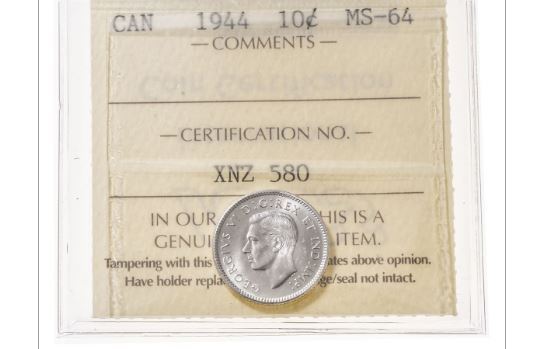 CAN 1944 10¢ MS-64
— COMMENTS —
— CERTIFICATION NO. —
XNZ 580
IN OUR HIS IS A
GENUI ITEM.
Tampering with this ates above opinion.
Have holder repla ge/seal not intact.
GEORGIVS VI D:G:REX ET IND:IMP: